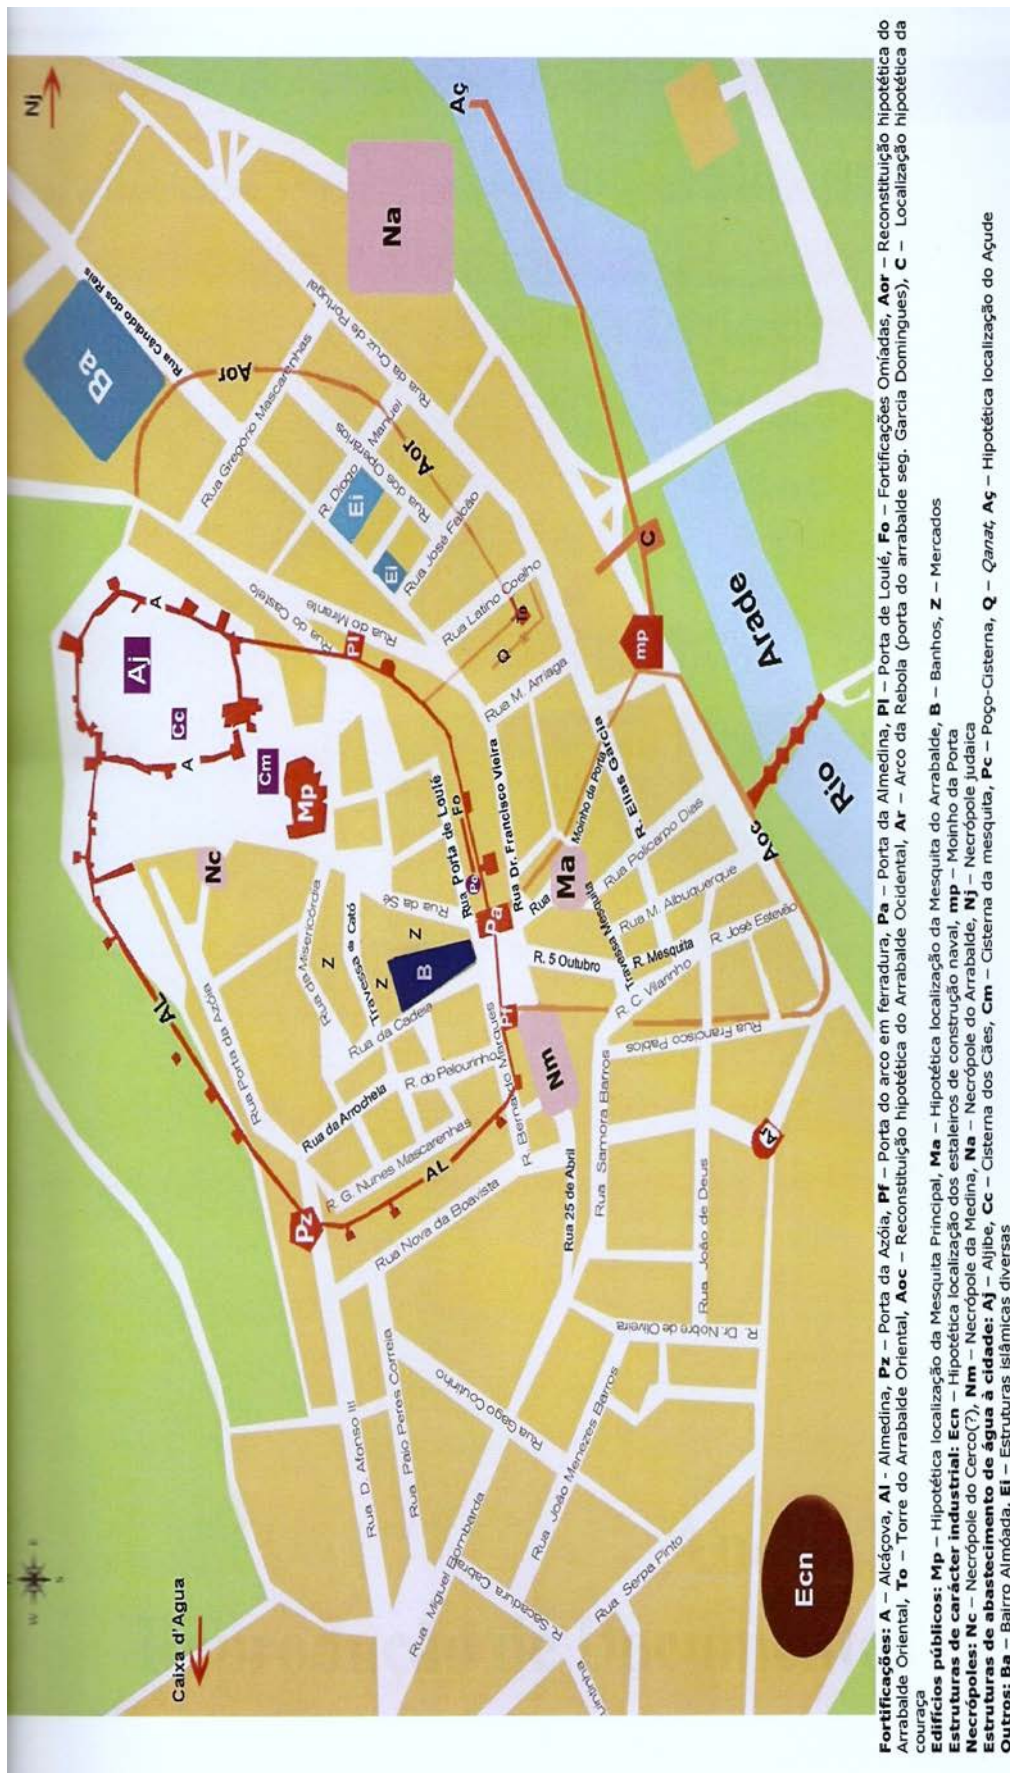 Caixa d'Agua
Nj
W
E
N
Aj
Cc
A
A
Cm
Mp
Nc
Ba
Na
Aç
Aor
Aor
Rua Cândido dos Reis
Rua Gregório Mascarenhas
Rua da Cruz de Portugal
R. Diogo Manuel
Rua dos Operários
Ei
Ei
Rua José Falcão
Rua Latino Coelho
Rua do Castelo
Rua do Mirante
Pl
Q
Rua M. Arriaga
Rua Porta de Loulé
Fo
Rua Dr. Francisco Vieira
Pc
Pa
Rua Moinho da Porta
R. Elias Garcia
mp
C
Arade
Rio
Aoc
Ma
Rua Policarpo Dias
Rua M. Albuquerque
Travessa Mesquita
R. Mesquita
R. José Estevão
R. C. Vilarinho
R. 5 Outubro
Rua Francisco Pablos
Pf
Nm
AL
Rua Porta da Azóia
Rua da Misericórdia
Z
Travessa da Cató
Z
Z
Rua da Sé
B
Rua da Cadeia
Rua da Arrochela
R. do Pelourinho
R. Bernardo Marques
R. G. Nunes Mascarenhas
AL
Pz
Rua Nova da Boavista
Rua 25 de Abril
Rua Samora Barros
Rua João de Deus
Ar
R. Dr. Nobre de Oliveira
Rua D. Afonso III
Rua Paio Peres Correia
Rua Gago Coutinho
Rua João Menezes Barros
Rua Miguel Bombarda
R. Sacadura Cabral
Rua Serpa Pinto
Ecn
Fortificações: A – Alcáçova, Al - Almedina, Pz – Porta da Azóia, Pf – Porta do arco em ferradura, Pa – Porta da Almedina, Pl – Porta de Loulé, Fo – Fortificações Omíadas, Aor – Reconstituição hipotética do
Arrabalde Oriental, To – Torre do Arrabalde Oriental, Aoc – Reconstituição hipotética do Arrabalde Ocidental, Ar – Arco da Rebola (porta do arrabalde seg. Garcia Domingues), C – Localização hipotética da
couraça
Edifícios públicos: Mp – Hipotética localização da Mesquita Principal, Ma – Hipotética localização da Mesquita do Arrabalde, B – Banhos, Z – Mercados
Estruturas de carácter industrial: Ecn – Hipotética localização dos estaleiros de construção naval, mp – Moinho da Porta
Necrópoles: Nc – Necrópole do Cerco(?), Nm – Necrópole da Medina, Na – Necrópole do Arrabalde, Nj – Necrópole judaica
Estruturas de abastecimento de água à cidade: Aj – Aljibe, Cc – Cisterna dos Cães, Cm – Cisterna da mesquita, Pc – Poço-Cisterna, Q – Qanat, Aç – Hipotética localização do Açude
Outros: Ba – Bairro Almóada, Ei – Estruturas islâmicas diversas